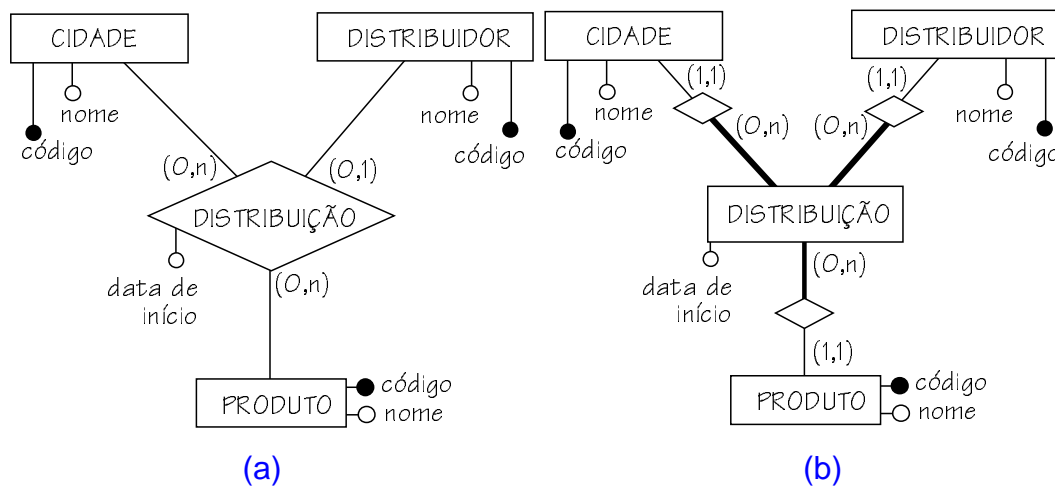 CIDADE
DISTRIBUIDOR
nome
código
nome
código
(0,n)
(0,1)
DISTRIBUIÇÃO
data de
início
(0,n)
PRODUTO
código
nome
(a)
CIDADE
DISTRIBUIDOR
(1,1)
(1,1)
nome
código
nome
código
(0,n)
(0,n)
DISTRIBUIÇÃO
data de
início
(0,n)
(1,1)
PRODUTO
código
nome
(b)